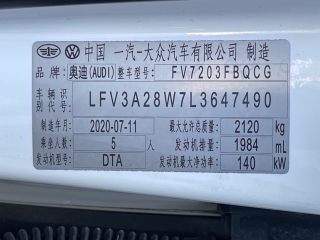 中国 一汽-大众汽车有限公司 制造
品牌 奥迪(AUDI) 整车型号 FV7203FBQCG
车辆识别代号 LFV3A28W7L3647490
制造年月 2020-07-11 最大允许总质量 2120 kg
乘坐人数 5 人 发动机排量 1984 mL
发动机型号 DTA 发动机最大净功率 140 kW